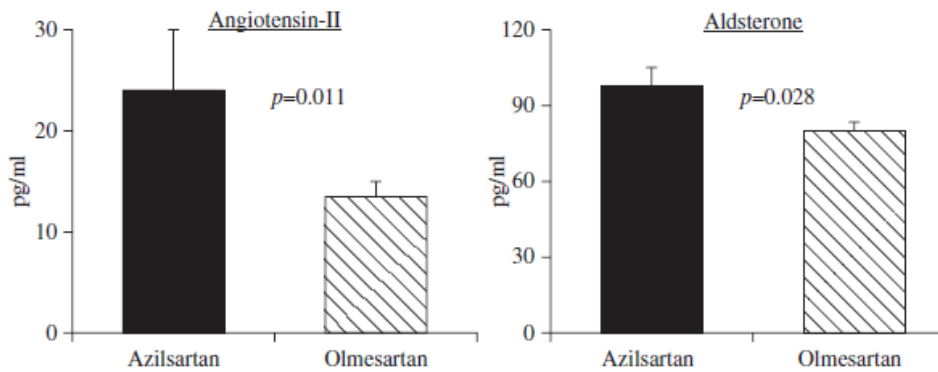 Angiotensin-II
30
20
10
0
pg/ml
p=0.011
Azilsartan
Olmesartan
Aldsterone
120
90
60
30
0
pg/ml
p=0.028
Azilsartan
Olmesartan